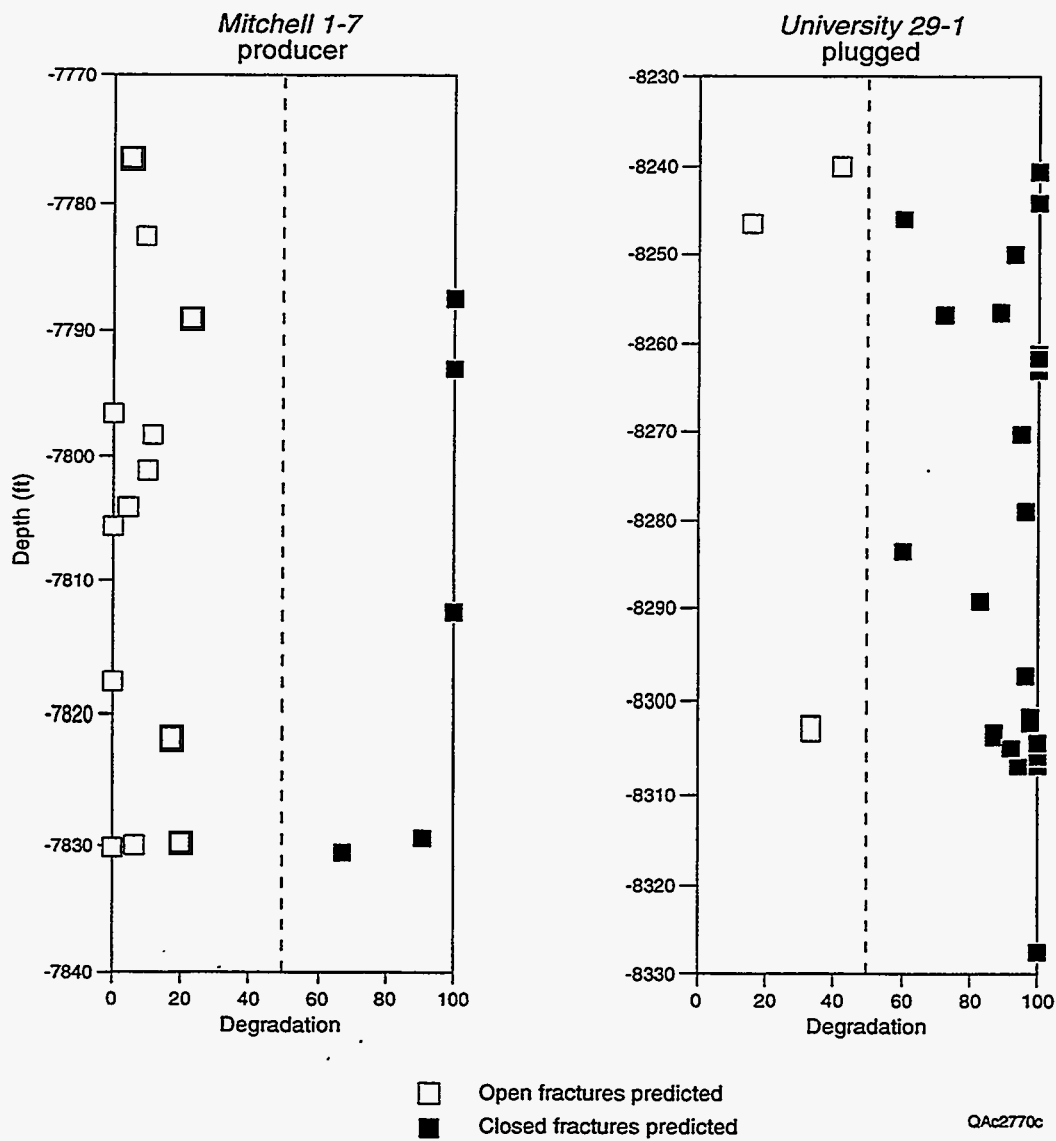 Mitchell 1-7
producer
-7770
-7780
-7790
-7800
-7810
-7820
-7830
-7840
Depth (ft)
0 20 40 60 80 100
Degradation
University 29-1
plugged
-8230
-8240
-8250
-8260
-8270
-8280
-8290
-8300
-8310
-8320
-8330
0 20 40 60 80 100
Degradation
Open fractures predicted
Closed fractures predicted
QAc2770c